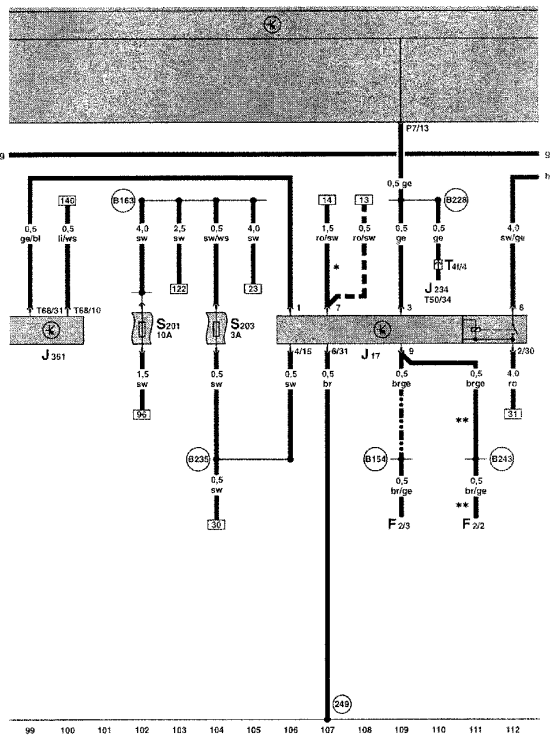 P7/13
g g
h
0,5 ge
B163 140 14 13 B228
0,5 0,5 4,0 2,5 0,5 4,0 1,5 0,5 0,5 0,5 4,0
ge/bl li/ws sw sw sw/ws sw ro/sw ro/sw ge ge sw/ge
*
T4f/4
122 23
J 234
T50/34
T68/31 T68/10 1 7 3 6
S201
10A
S203
3A
J 361 J 17
4/15 6/31 9 2/30
1,5 0,5 0,5 0,5 0,5 0,5 4,0
sw sw sw br brge brge ro
96 ** 31
B235 B154 B243
0,5 0,5 0,5
sw br/ge br/ge
**
30 F 2/3 F 2/2
249
99 100 101 102 103 104 105 106 107 108 109 110 111 112